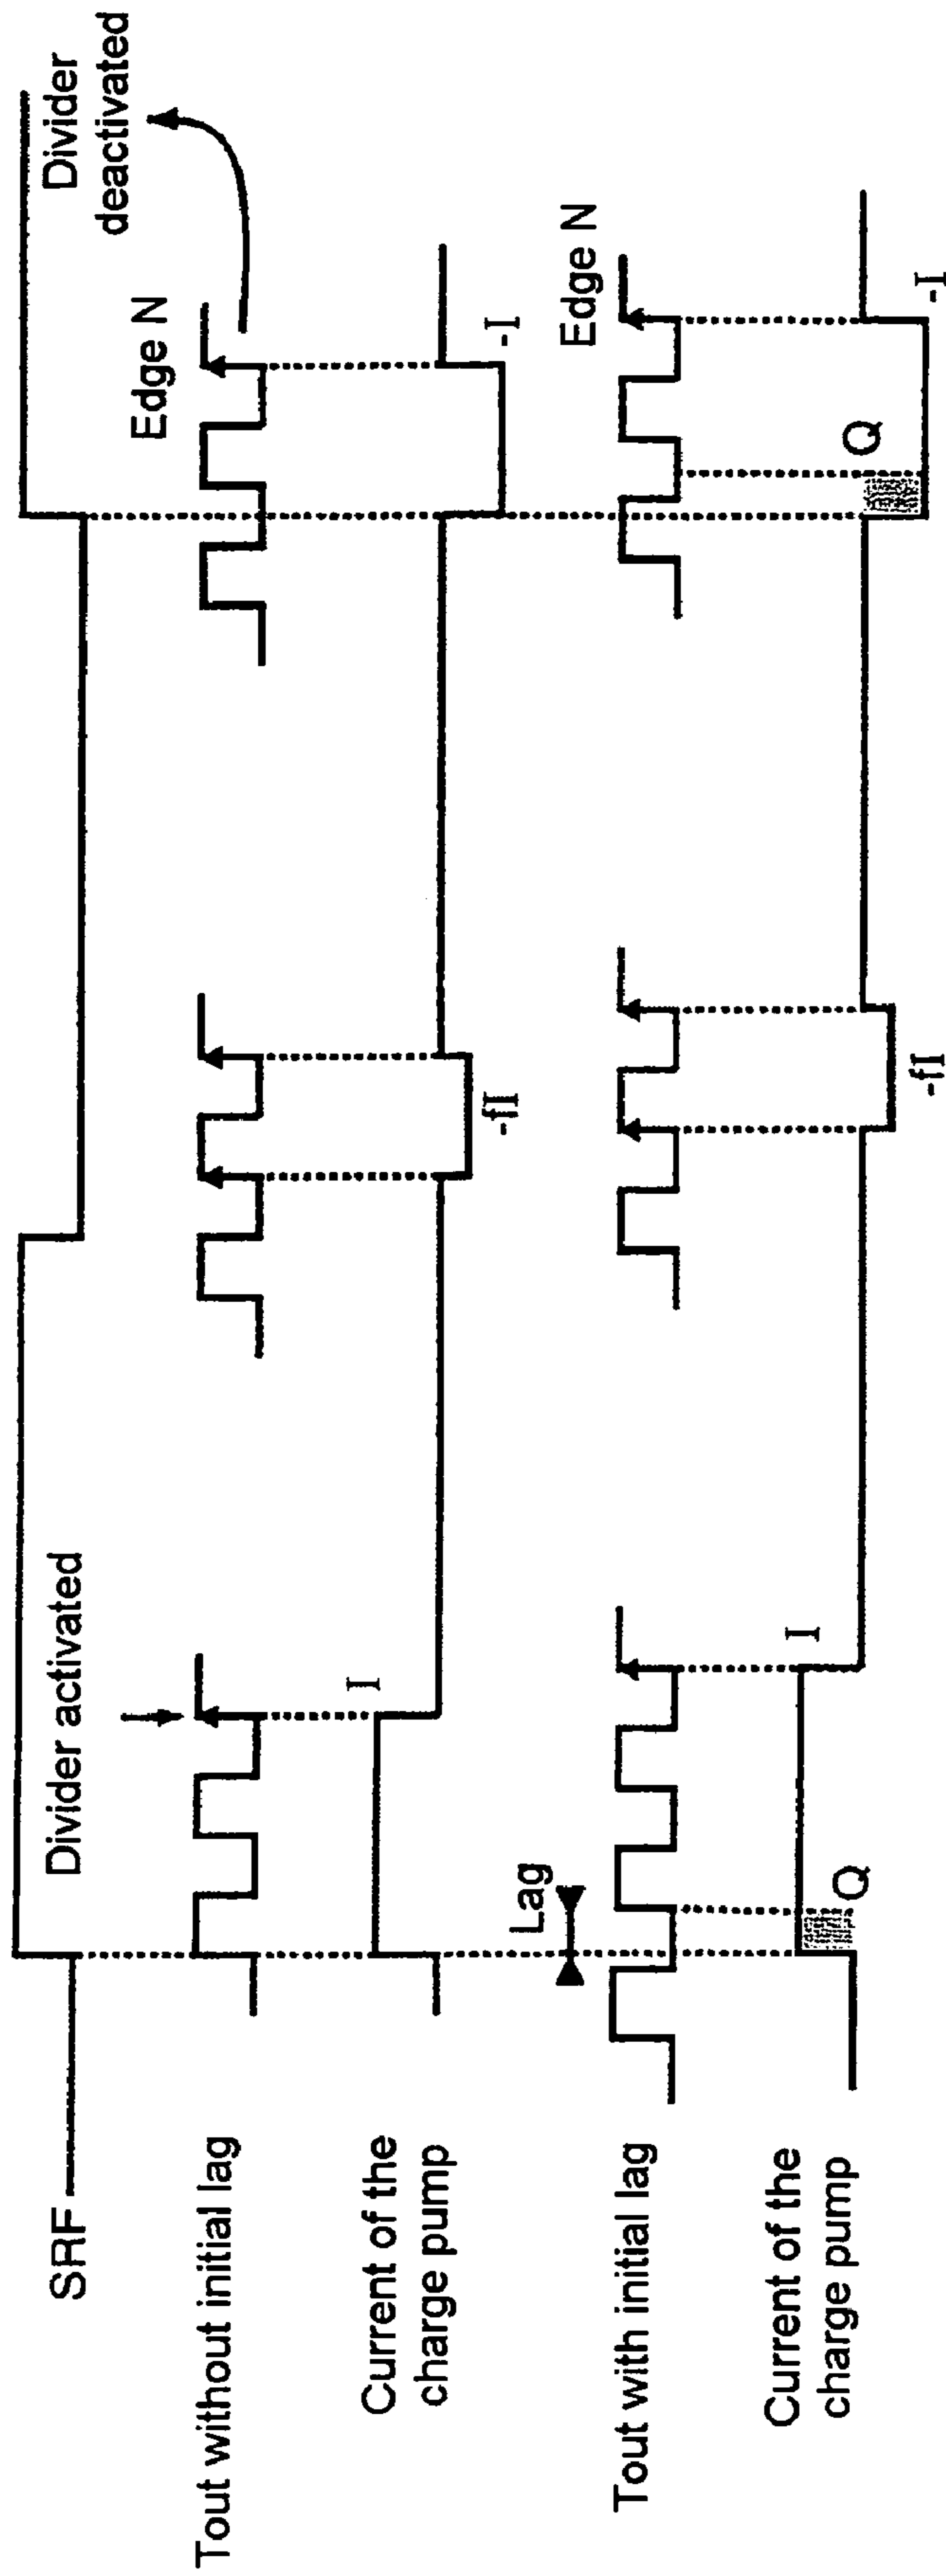 SRF
Divider activated
Divider
deactivated
Tout without initial lag
Edge N
Current of the
charge pump
I
-fI
-I
Tout with initial lag
Lag
Edge N
Current of the
charge pump
Q
I
-fI
Q
-I